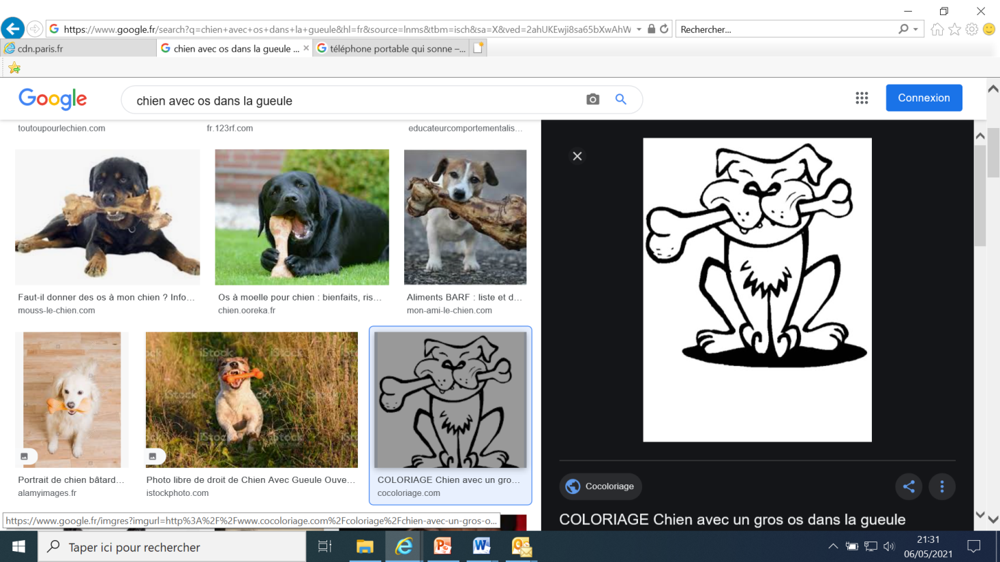 https://www.google.fr/search?q=chien+avec+os+dans+la+gueule&hl=fr&source=lnms&tbm=isch&sa=X&ved=2ahUKEwji8sa65bXwAhW
Rechercher...
cdn.paris.fr
chien avec os dans la gueule ...
téléphone portable qui sonne –...
Google
chien avec os dans la gueule
Connexion
toutoupourlechien.com
fr.123rf.com
educateurcomportementalis...
Faut-il donner des os à mon chien ? Info...
mouss-le-chien.com
Os à moelle pour chien : bienfaits, ris...
chien.ooreka.fr
Aliments BARF : liste et d...
mon-ami-le-chien.com
iStock
iStock
iStock
iStock
Portrait de chien bâtard...
alamyimages.fr
Photo libre de droit de Chien Avec Gueule Ouve...
istockphoto.com
COLORIAGE Chien avec un gro...
cocoloriage.com
Cocoloriage
COLORIAGE Chien avec un gros os dans la gueule
https://www.google.fr/imgres?imgurl=http%3A%2F%2Fwww.cocoloriage.com%2Fcoloriage%2Fchien-avec-un-gros-o...
Taper ici pour rechercher
21:31
06/05/2021